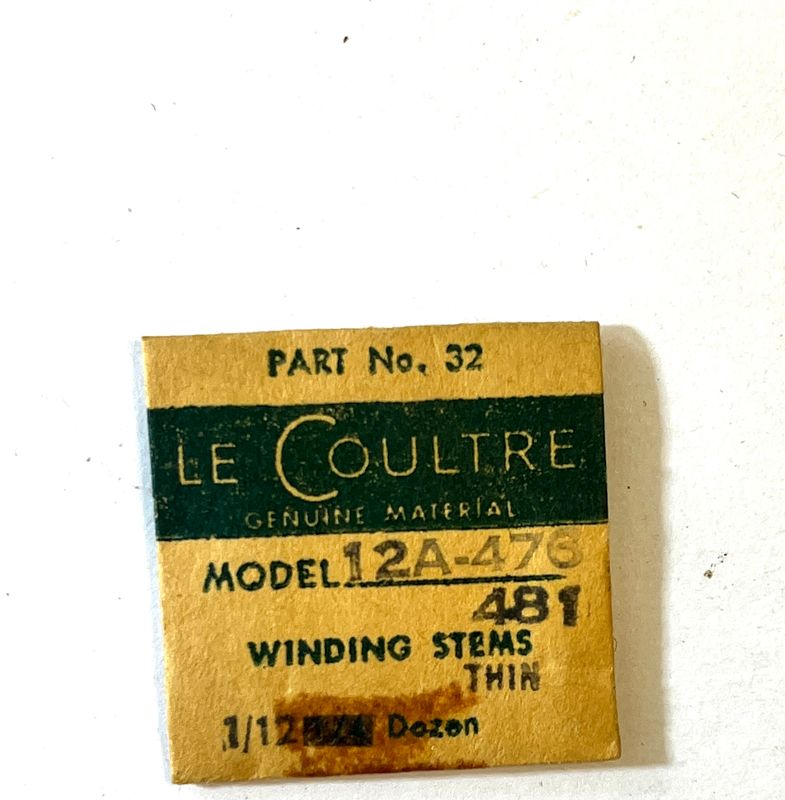 PART No. 32
LE COULTRE
GENUINE MATERIAL
MODEL 12A-476
481
WINDING STEMS
THIN
1/12 Dozen